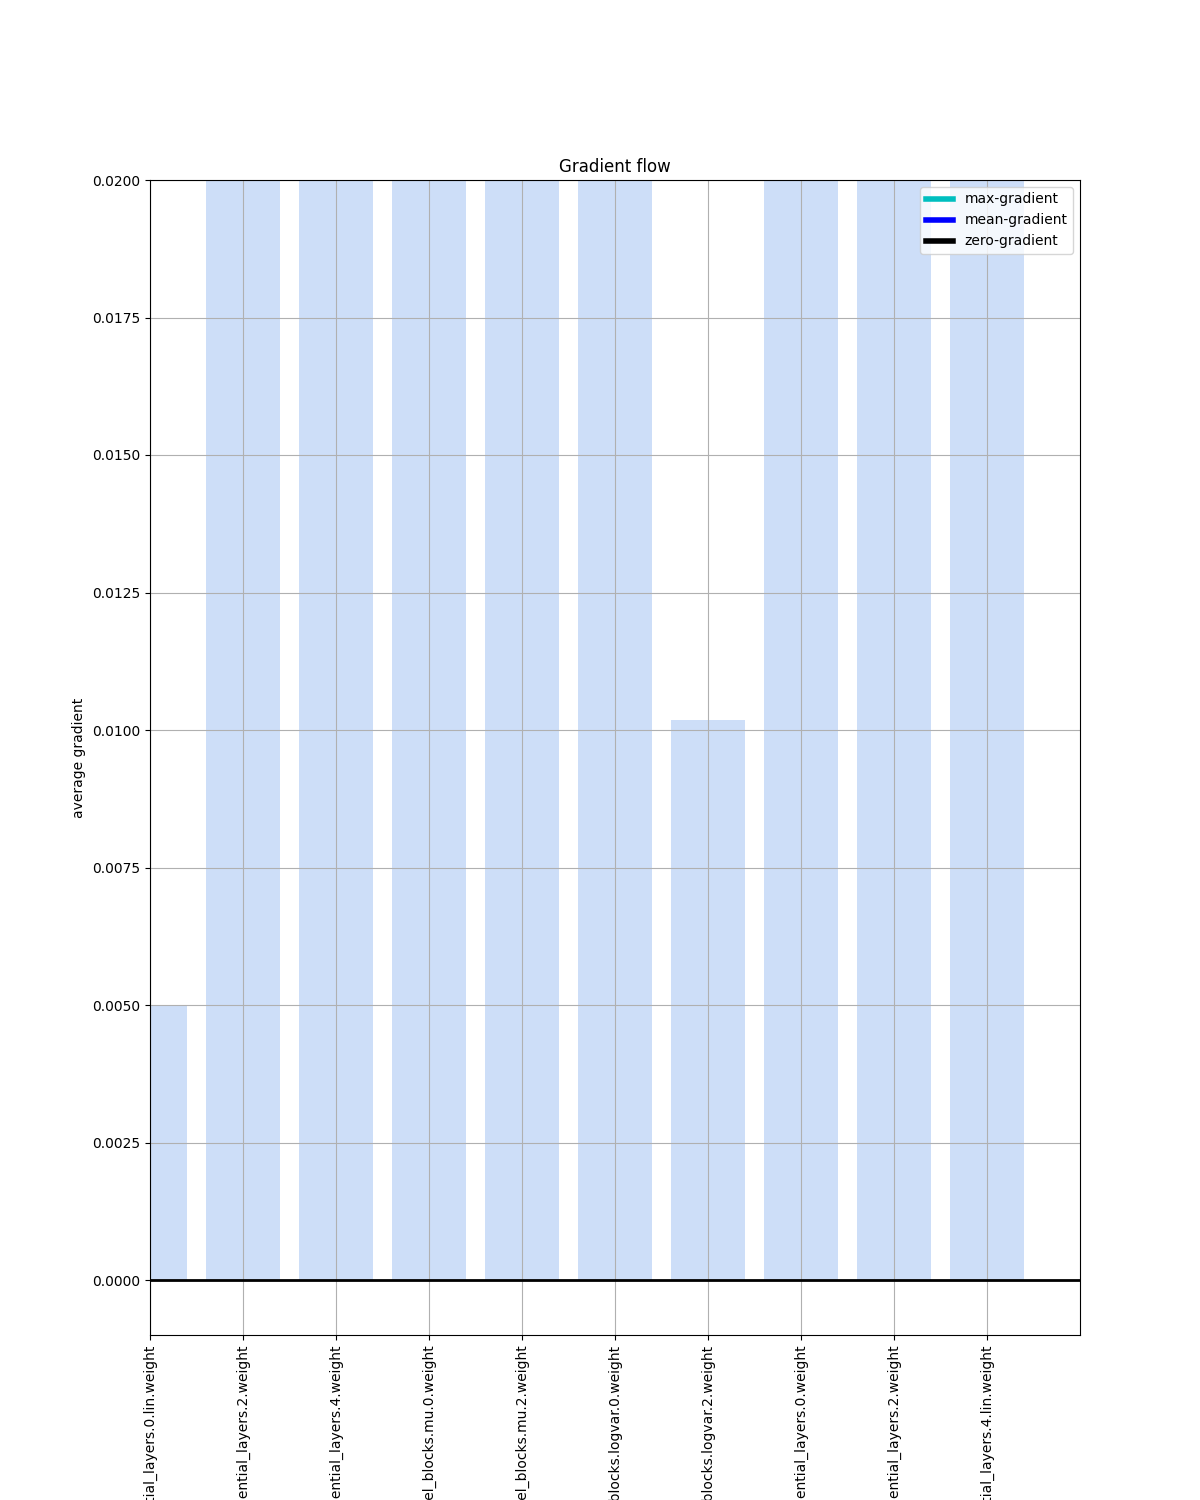 Gradient flow
max-gradient
mean-gradient
zero-gradient
0.0200
0.0175
0.0150
0.0125
0.0100
0.0075
0.0050
0.0025
0.0000
average gradient
tial_layers.0.lin.weight
ential_layers.2.weight
ential_layers.4.weight
el_blocks.mu.0.weight
el_blocks.mu.2.weight
blocks.logvar.0.weight
blocks.logvar.2.weight
ential_layers.0.weight
ential_layers.2.weight
tial_layers.4.lin.weight